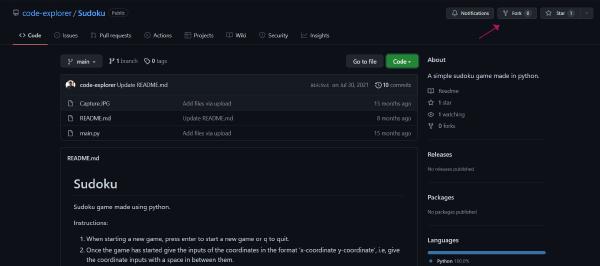 code-explorer / Sudoku Public
Notifications Fork 0 Star 1
Code Issues Pull requests Actions Projects Wiki Security Insights
main 1 branch 0 tags Go to file Code
About
A simple sudoku game made in python.
code-explorer Update README.md on Jul 30, 2021 10 commits
Capture.JPG Add files via upload 15 months ago
README.md Update README.md 8 months ago
main.py Add files via upload 15 months ago
Readme
1 star
1 watching
0 forks
README.md
Sudoku
Sudoku game made using python.
Instructions:
1. When starting a new game, press enter to start a new game or q to quit.
2. Once the game has started give the inputs of the coordinates in the format 'x-coordinate y-coordinate', i.e, give
the coordinate inputs with a space in between them.
Releases
No releases published
Packages
No packages published
Languages
Python 100.0%